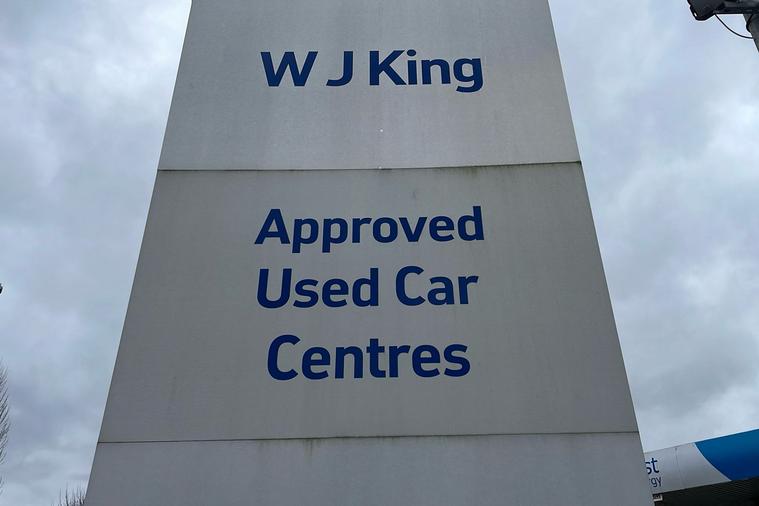 W J King
Approved
Used Car
Centres